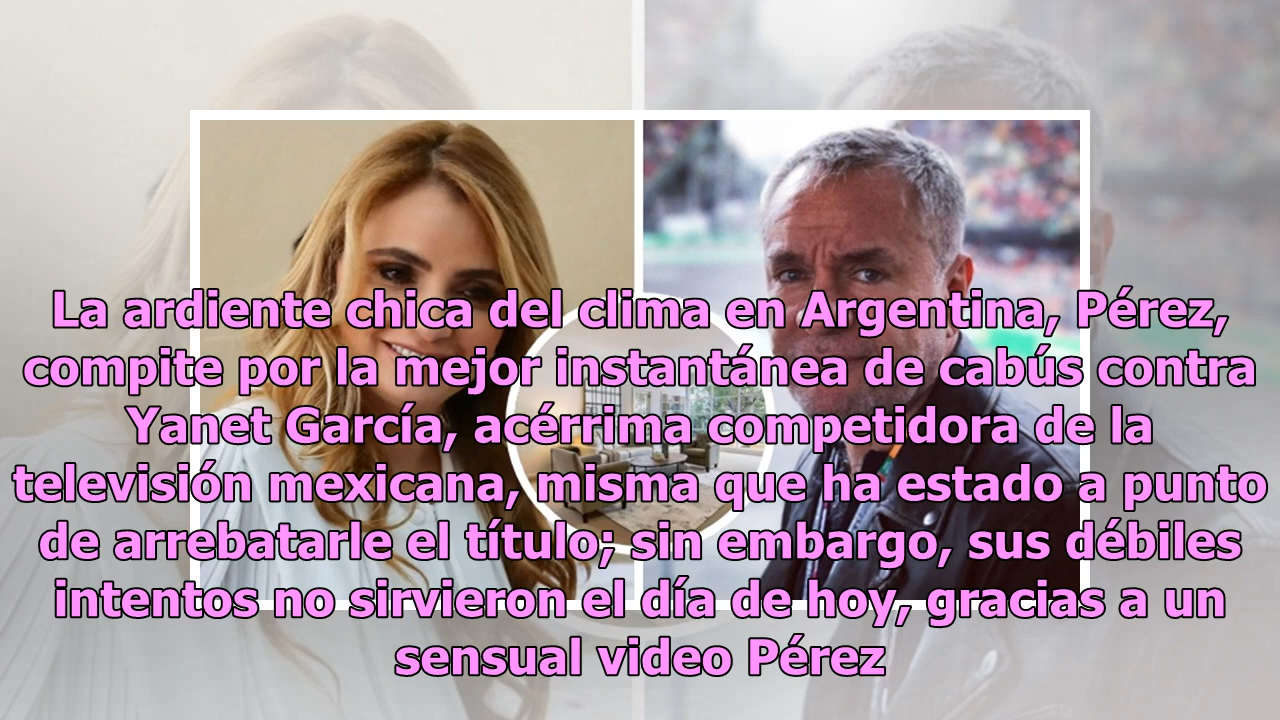 La ardiente chica del clima en Argentina, Pérez,
compite por la mejor instantánea de cabús contra
Yanet García, acérrima competidora de la
televisión mexicana, misma que ha estado a punto
de arrebatarle el título; sin embargo, sus débiles
intentos no sirvieron el día de hoy, gracias a un
sensual video Pérez